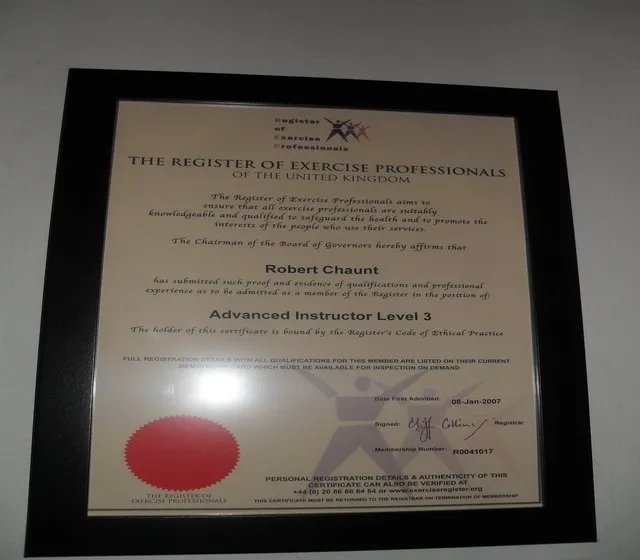 Register
of
Exercise
Professionals
THE REGISTER OF EXERCISE PROFESSIONALS
OF THE UNITED KINGDOM
The Register of Exercise Professionals aims to
ensure that all exercise professionals are suitably
knowledgeable and qualified to safeguard the health and to promote the
interests of the people who use their services.
The Chairman of the Board of Governors hereby affirms that
Robert Chaunt
has submitted such proof and evidence of qualifications and professional
experience as to be admitted as a member of the Register in the position of:
Advanced Instructor Level 3
The holder of this certificate is bound by the Register's Code of Ethical Practice
FULL REGISTRATION DETAILS WITH ALL QUALIFICATIONS FOR THIS MEMBER ARE LISTED ON THEIR CURRENT
MEMBERSHIP CARD WHICH MUST BE AVAILABLE FOR INSPECTION ON DEMAND
Date First Admitted: 08-Jan-2007
Signed: Cliff Collins Registrar
Membership Number: R0041017
THE REGISTER OF
EXERCISE PROFESSIONALS
PERSONAL REGISTRATION DETAILS & AUTHENTICITY OF THIS
CERTIFICATE CAN ALSO BE VERIFIED AT
+44 (0) 20 86 86 64 64 or www.exerciseregister.org
THIS CERTIFICATE MUST BE RETURNED TO THE REGISTRAR ON TERMINATION OF MEMBERSHIP